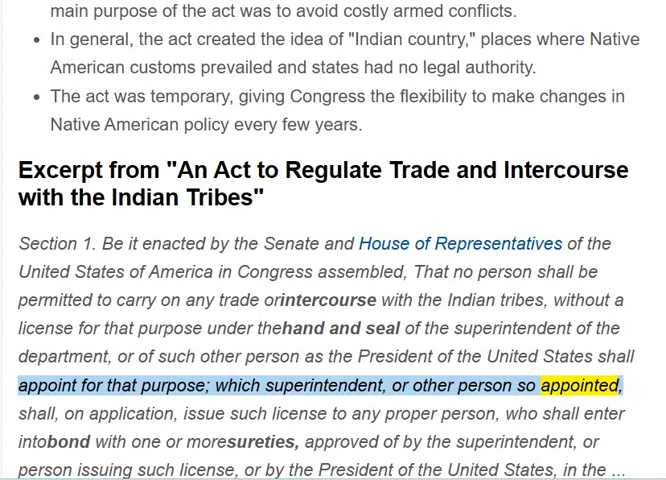 main purpose of the act was to avoid costly armed conflicts.
• In general, the act created the idea of "Indian country," places where Native
American customs prevailed and states had no legal authority.
• The act was temporary, giving Congress the flexibility to make changes in
Native American policy every few years.
Excerpt from "An Act to Regulate Trade and Intercourse
with the Indian Tribes"
Section 1. Be it enacted by the Senate and House of Representatives of the
United States of America in Congress assembled, That no person shall be
permitted to carry on any trade orintercourse with the Indian tribes, without a
license for that purpose under thehand and seal of the superintendent of the
department, or of such other person as the President of the United States shall
appoint for that purpose; which superintendent, or other person so appointed,
shall, on application, issue such license to any proper person, who shall enter
intobond with one or moresureties, approved of by the superintendent, or
person issuing such license, or by the President of the United States, in the ...